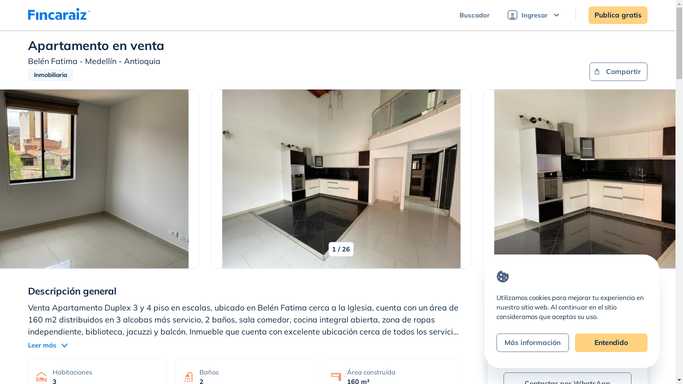 Fincaraiz
Buscador
Ingresar
Publica gratis
Apartamento en venta
Belén Fatima - Medellín - Antioquia
Inmobiliaria
Compartir
1 / 26
Descripción general
Venta Apartamento Duplex 3 y 4 piso en escalas, ubicado en Belén Fatima cerca a la Iglesia, cuenta con un área de
160 m2 distribuidos en 3 alcobas más servicio, 2 baños, sala comedor, cocina integral abierta, zona de ropas
independiente, biblioteca, jacuzzi y balcón. Inmueble que cuenta con excelente ubicación cerca de todos los servici...
Leer más
Habitaciones
3
Baños
2
Área construida
160 m²
Utilizamos cookies para mejorar tu experiencia en
nuestro sitio web. Al continuar en el sitio
consideramos que aceptas su uso.
Más información
Entendido
Contactar por WhatsApp